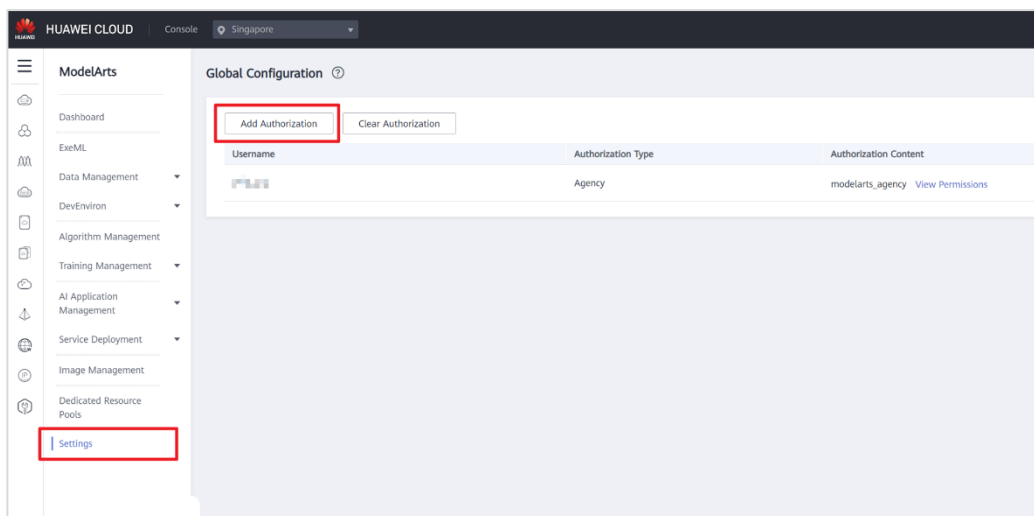 HUAWEI
HUAWEI CLOUD
Console
Singapore
ModelArts
Dashboard
ExeML
Data Management
DevEnviron
Algorithm Management
Training Management
AI Application
Management
Service Deployment
Image Management
Dedicated Resource
Pools
Settings
Global Configuration
Add Authorization
Clear Authorization
Username
Authorization Type
Authorization Content
Agency
modelarts_agency View Permissions